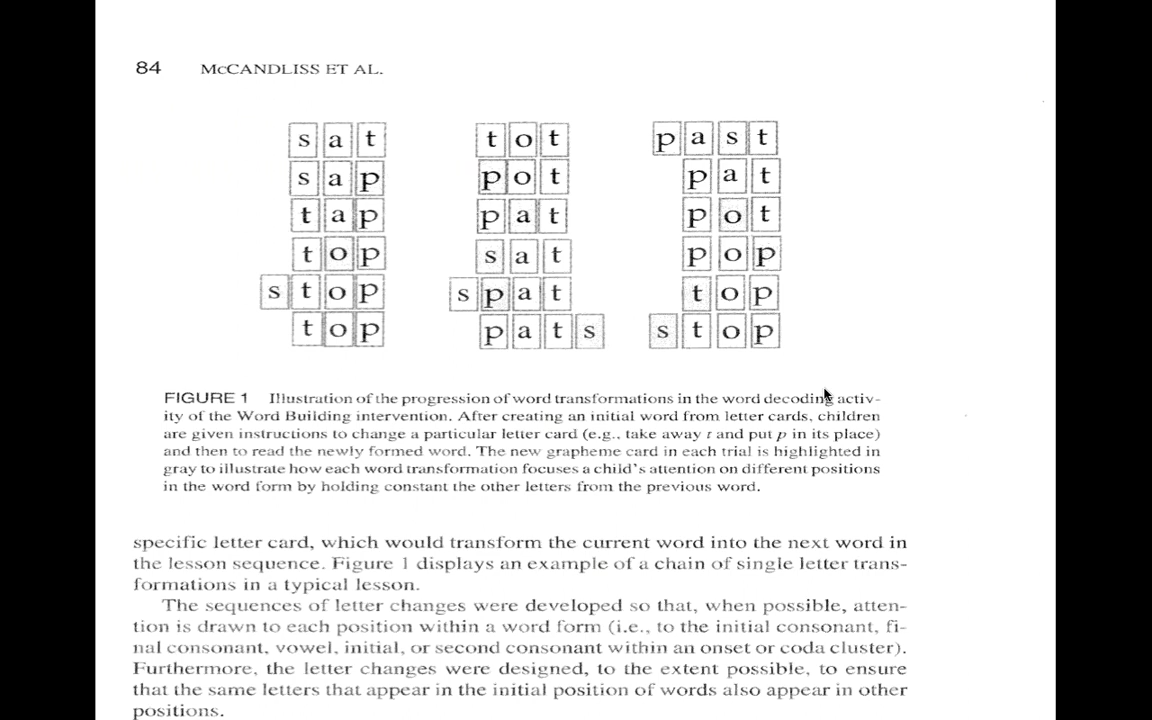 84 McCANDLISS ET AL.
s a t
s a p
t a p
t o p
s t o p
t o p
t o t
p o t
p a t
s a t
s p a t
p a t s
p a s t
p a t
p o t
p o p
t o p
s t o p
FIGURE 1 Illustration of the progression of word transformations in the word decoding activ-
ity of the Word Building intervention. After creating an initial word from letter cards, children
are given instructions to change a particular letter card (e.g., take away t and put p in its place)
and then to read the newly formed word. The new grapheme card in each trial is highlighted in
gray to illustrate how each word transformation focuses a child's attention on different positions
in the word form by holding constant the other letters from the previous word.
specific letter card, which would transform the current word into the next word in
the lesson sequence. Figure 1 displays an example of a chain of single letter trans-
formations in a typical lesson.
The sequences of letter changes were developed so that, when possible, atten-
tion is drawn to each position within a word form (i.e., to the initial consonant, fi-
nal consonant, vowel, initial, or second consonant within an onset or coda cluster).
Furthermore, the letter changes were designed, to the extent possible, to ensure
that the same letters that appear in the initial position of words also appear in other
positions.